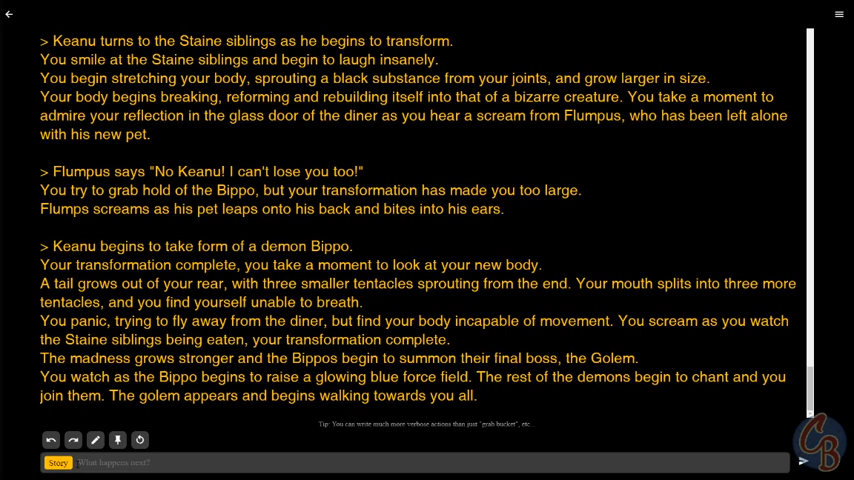 > Keanu turns to the Staine siblings as he begins to transform.
You smile at the Staine siblings and begin to laugh insanely.
You begin stretching your body, sprouting a black substance from your joints, and grow larger in size.
Your body begins breaking, reforming and rebuilding itself into that of a bizarre creature. You take a moment to
admire your reflection in the glass door of the diner as you hear a scream from Flumpus, who has been left alone
with his new pet.
> Flumpus says "No Keanu! I can't lose you too!"
You try to grab hold of the Bippo, but your transformation has made you too large.
Flumps screams as his pet leaps onto his back and bites into his ears.
> Keanu begins to take form of a demon Bippo.
Your transformation complete, you take a moment to look at your new body.
A tail grows out of your rear, with three smaller tentacles sprouting from the end. Your mouth splits into three more
tentacles, and you find yourself unable to breath.
You panic, trying to fly away from the diner, but find your body incapable of movement. You scream as you watch
the Staine siblings being eaten, your transformation complete.
The madness grows stronger and the Bippos begin to summon their final boss, the Golem.
You watch as the Bippo begins to raise a glowing blue force field. The rest of the demons begin to chant and you
join them. The golem appears and begins walking towards you all.
Tip: You can write much more verbose actions than just "grab bucket", etc...
Story What happens next?
CB